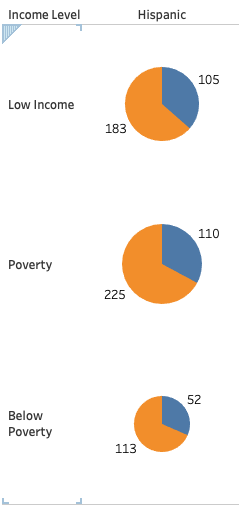 Income Level Hispanic
105
Low Income
183
110
Poverty
225
52
Below
Poverty
113